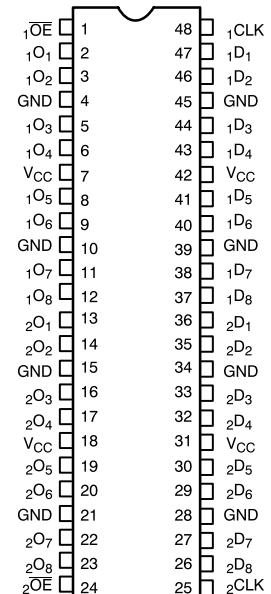 1OE 1 48 1CLK
1O1 2 47 1D1
1O2 3 46 1D2
GND 4 45 GND
1O3 5 44 1D3
1O4 6 43 1D4
VCC 7 42 VCC
1O5 8 41 1D5
1O6 9 40 1D6
GND 10 39 GND
1O7 11 38 1D7
1O8 12 37 1D8
2O1 13 36 2D1
2O2 14 35 2D2
GND 15 34 GND
2O3 16 33 2D3
2O4 17 32 2D4
VCC 18 31 VCC
2O5 19 30 2D5
2O6 20 29 2D6
GND 21 28 GND
2O7 22 27 2D7
2O8 23 26 2D8
2OE 24 25 2CLK